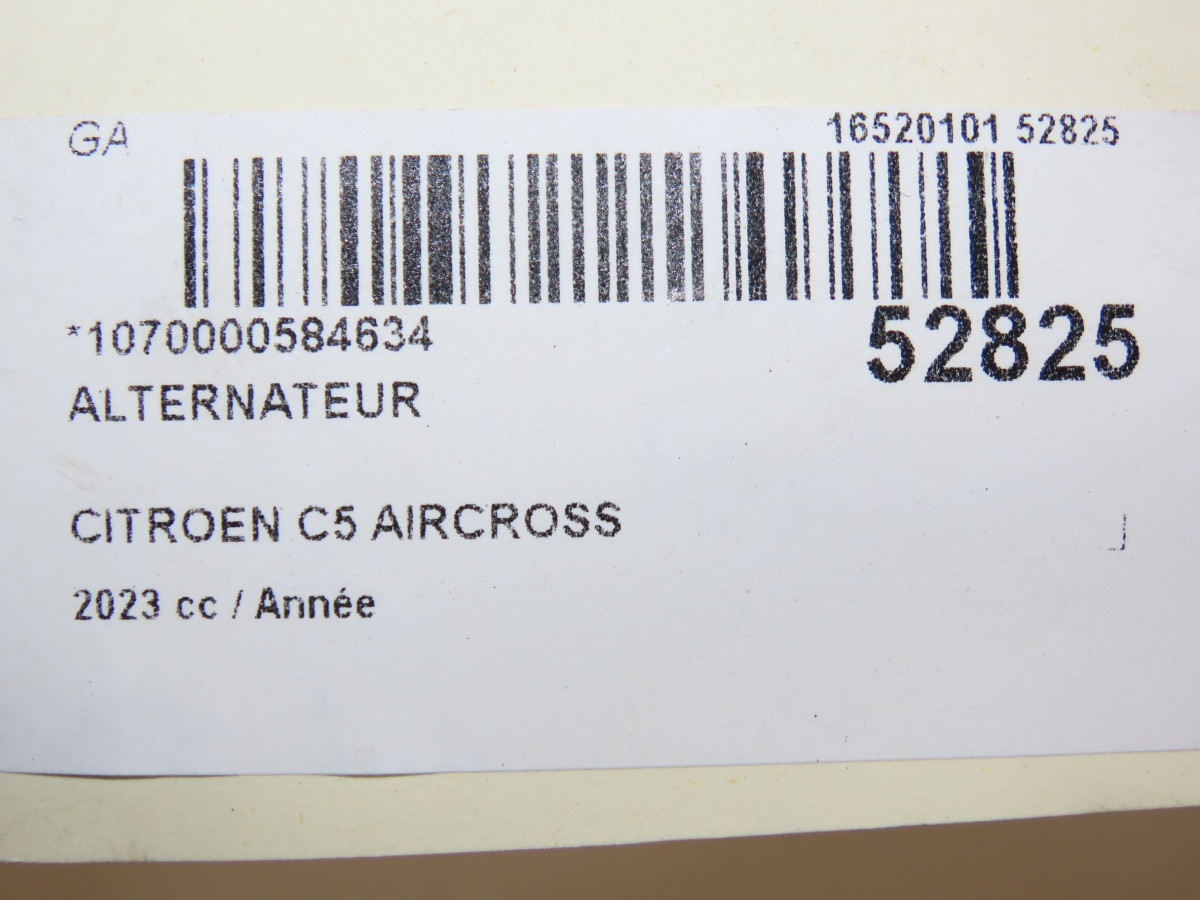 GA
16520101 52825
*1070000584634
52825
ALTERNATEUR
CITROEN C5 AIRCROSS
2023 cc / Année